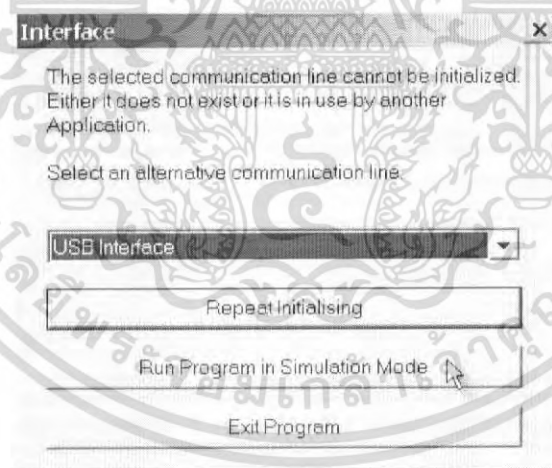 Interface
The selected communication line cannot be initialized.
Either it does not exist or it is in use by another
Application.
Select an alternative communication line.
USB Interface
Repeat Initialising
Run Program in Simulation Mode
Exit Program